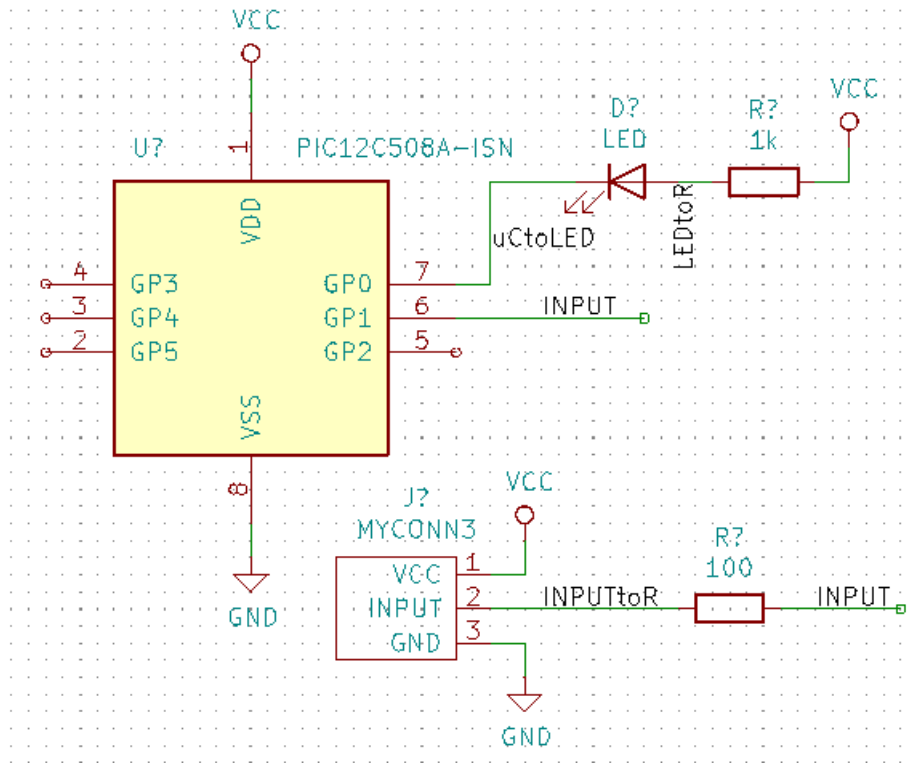 VCC
U?
1
PIC12C508A-ISN
D?
LED
R?
1k
VCC
VDD
uCtoLED
LEDtoR
4 GP3
3 GP4
2 GP5
GP0 7
GP1 6
GP2 5
INPUT
VSS
8
GND
J?
MYCONN3
VCC
VCC 1
INPUT 2
GND 3
INPUTtoR
R?
100
INPUT
GND